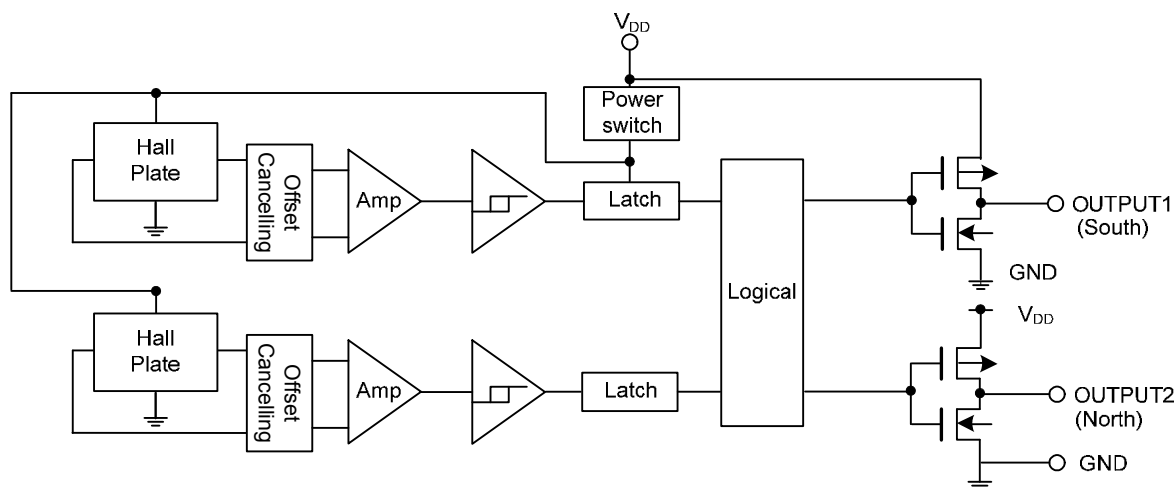 VDD
Power
switch
Hall
Plate
Offset
Cancelling
Amp
Latch
OUTPUT1
(South)
GND
Logical
VDD
Hall
Plate
Offset
Cancelling
Amp
Latch
OUTPUT2
(North)
GND